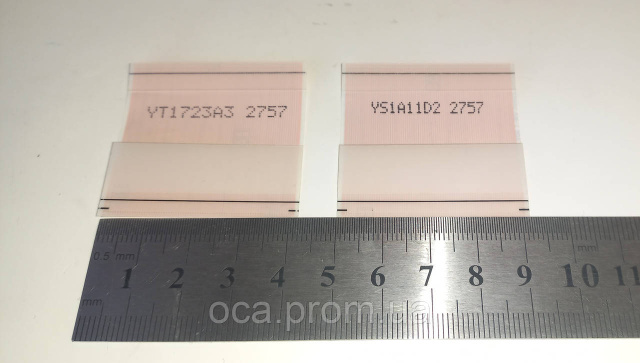 YT1723A3 2757
YS1A11D2 2757
0.5 mm
1 2 3 4 5 6 7 8 9 10 11
mm
oca.prom.ua